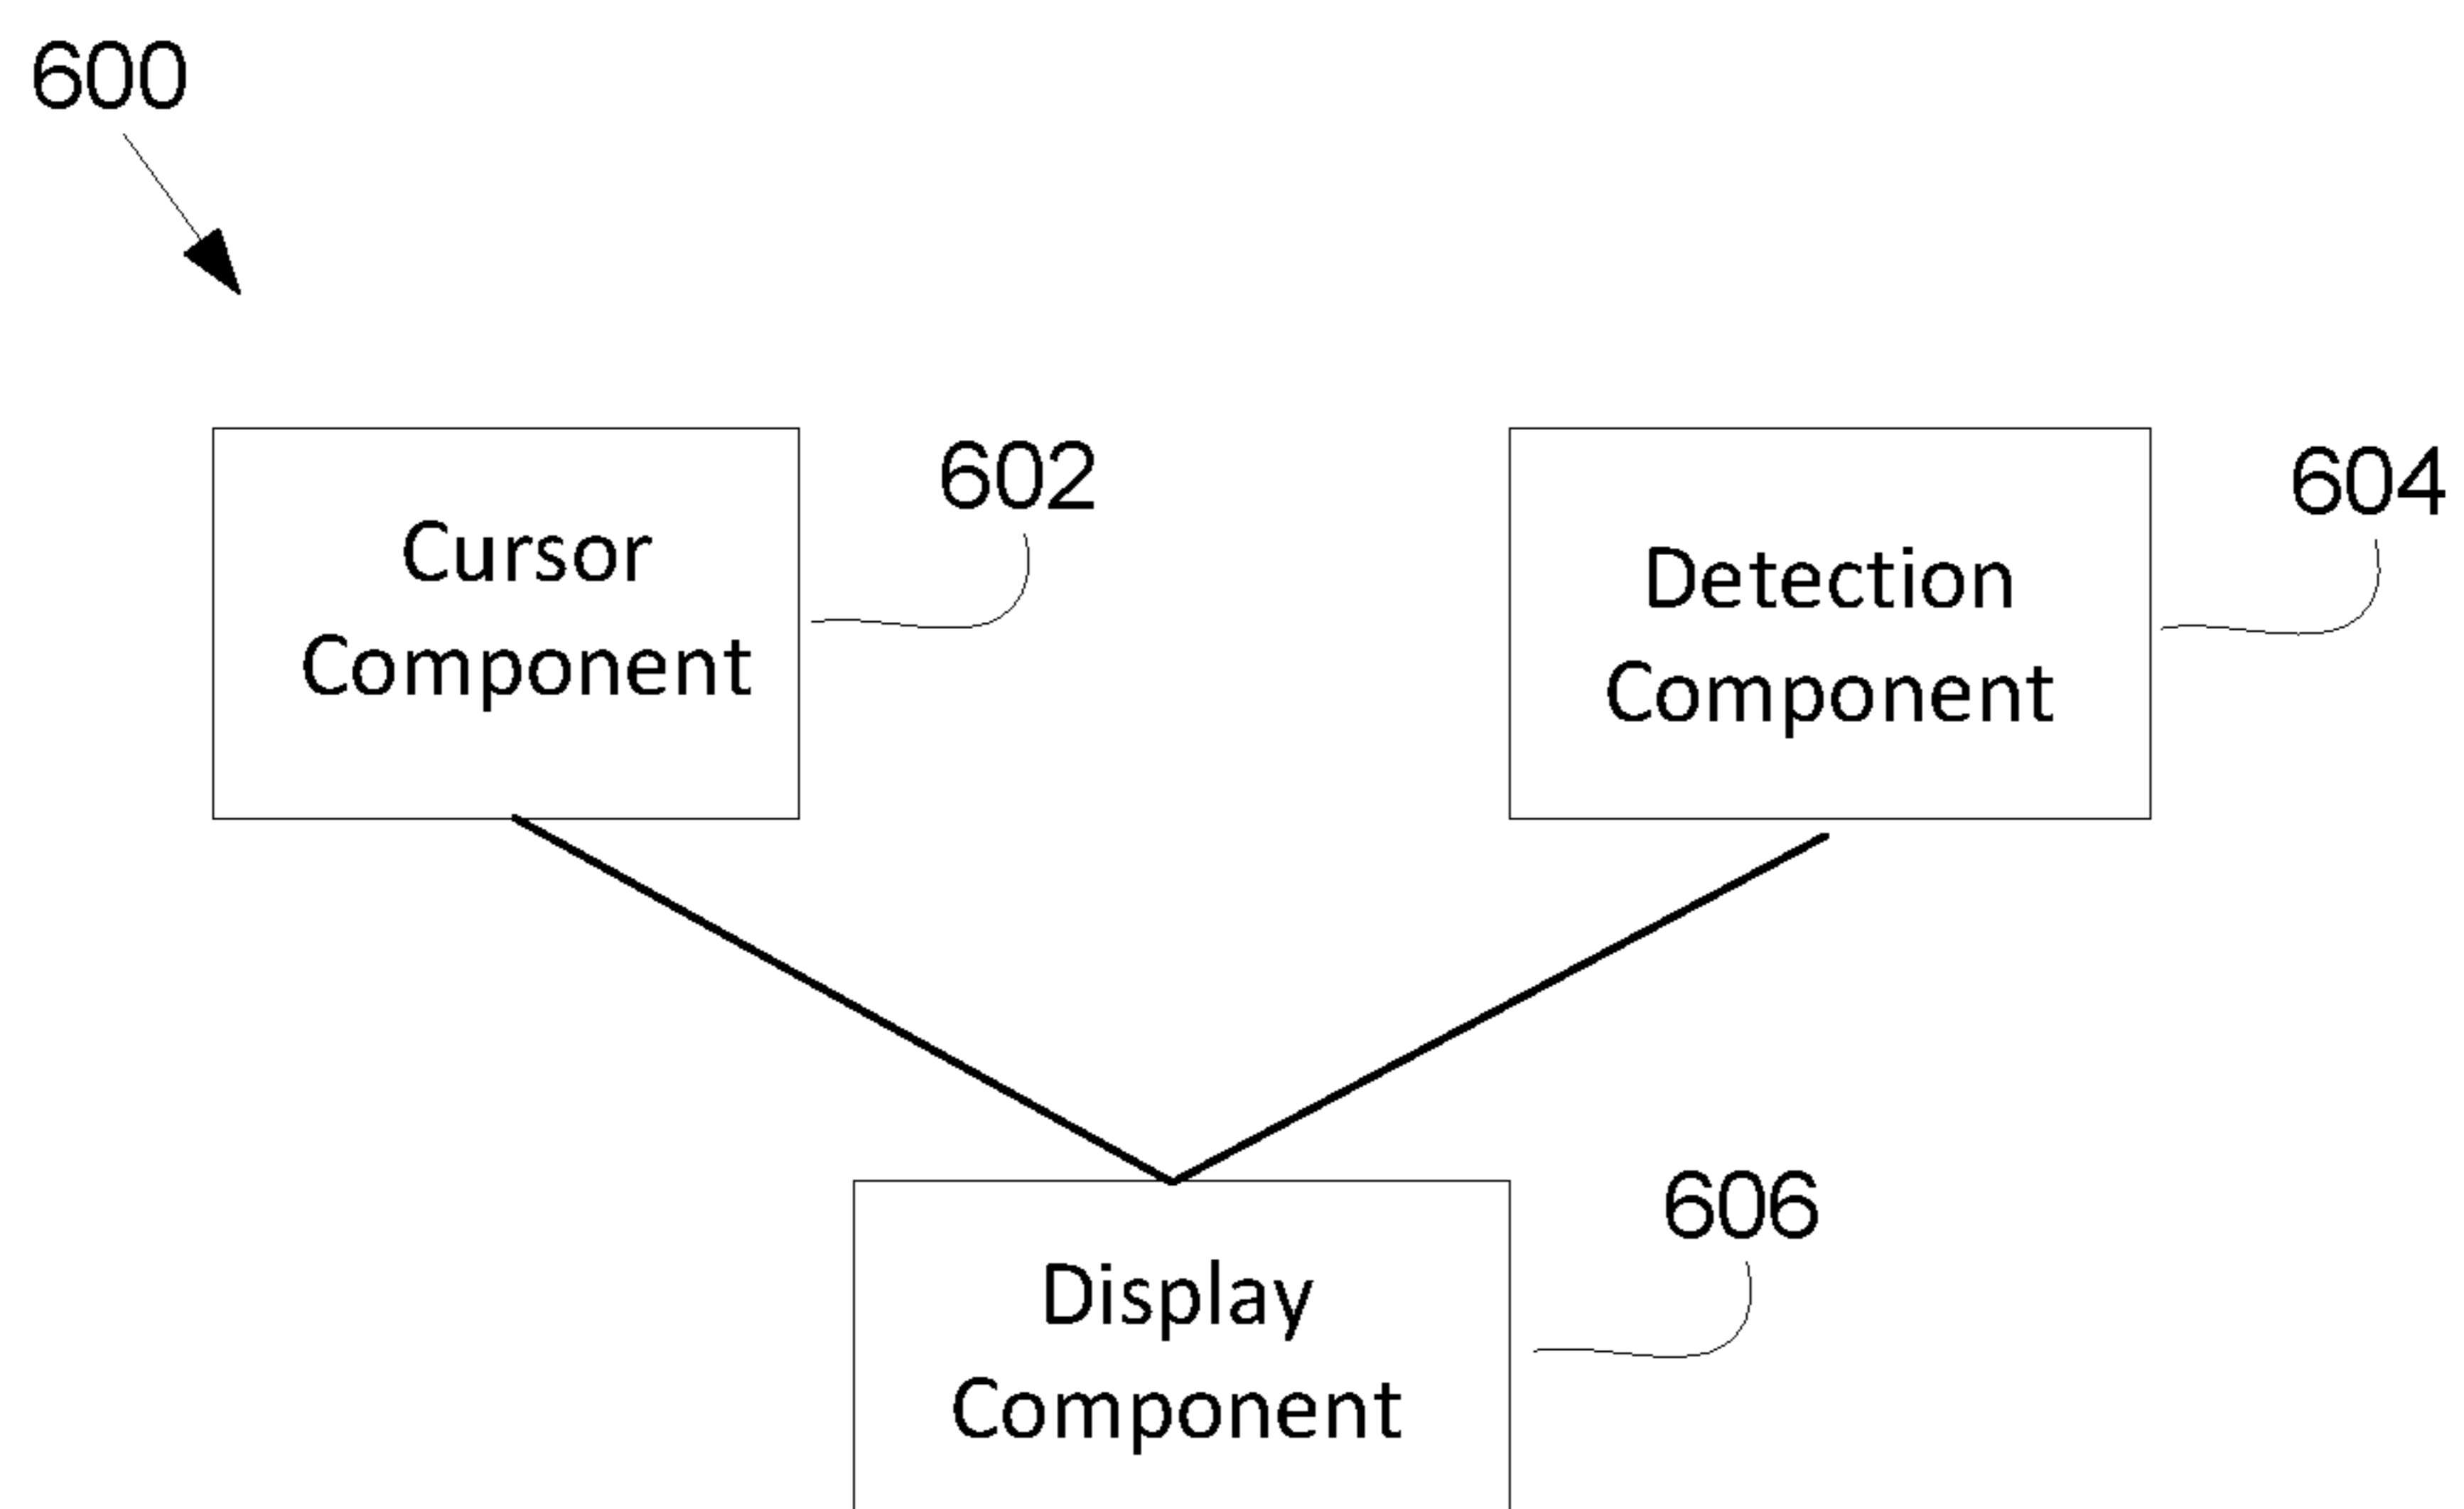 600
602
Cursor
Component
604
Detection
Component
606
Display
Component